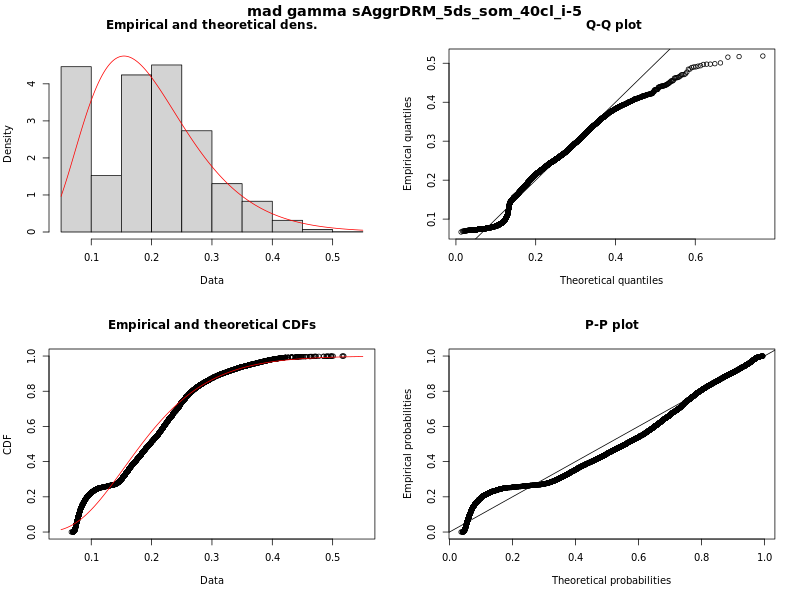 mad gamma sAggrDRM_5ds_som_40cl_i-5
Empirical and theoretical dens.
Density
0 1 2 3 4
0.1 0.2 0.3 0.4 0.5
Data
Q-Q plot
Empirical quantiles
0.1 0.2 0.3 0.4 0.5
0.0 0.2 0.4 0.6
Theoretical quantiles
Empirical and theoretical CDFs
CDF
0.0 0.2 0.4 0.6 0.8 1.0
0.1 0.2 0.3 0.4 0.5
Data
P-P plot
Empirical probabilities
0.0 0.2 0.4 0.6 0.8 1.0
0.0 0.2 0.4 0.6 0.8 1.0
Theoretical probabilities